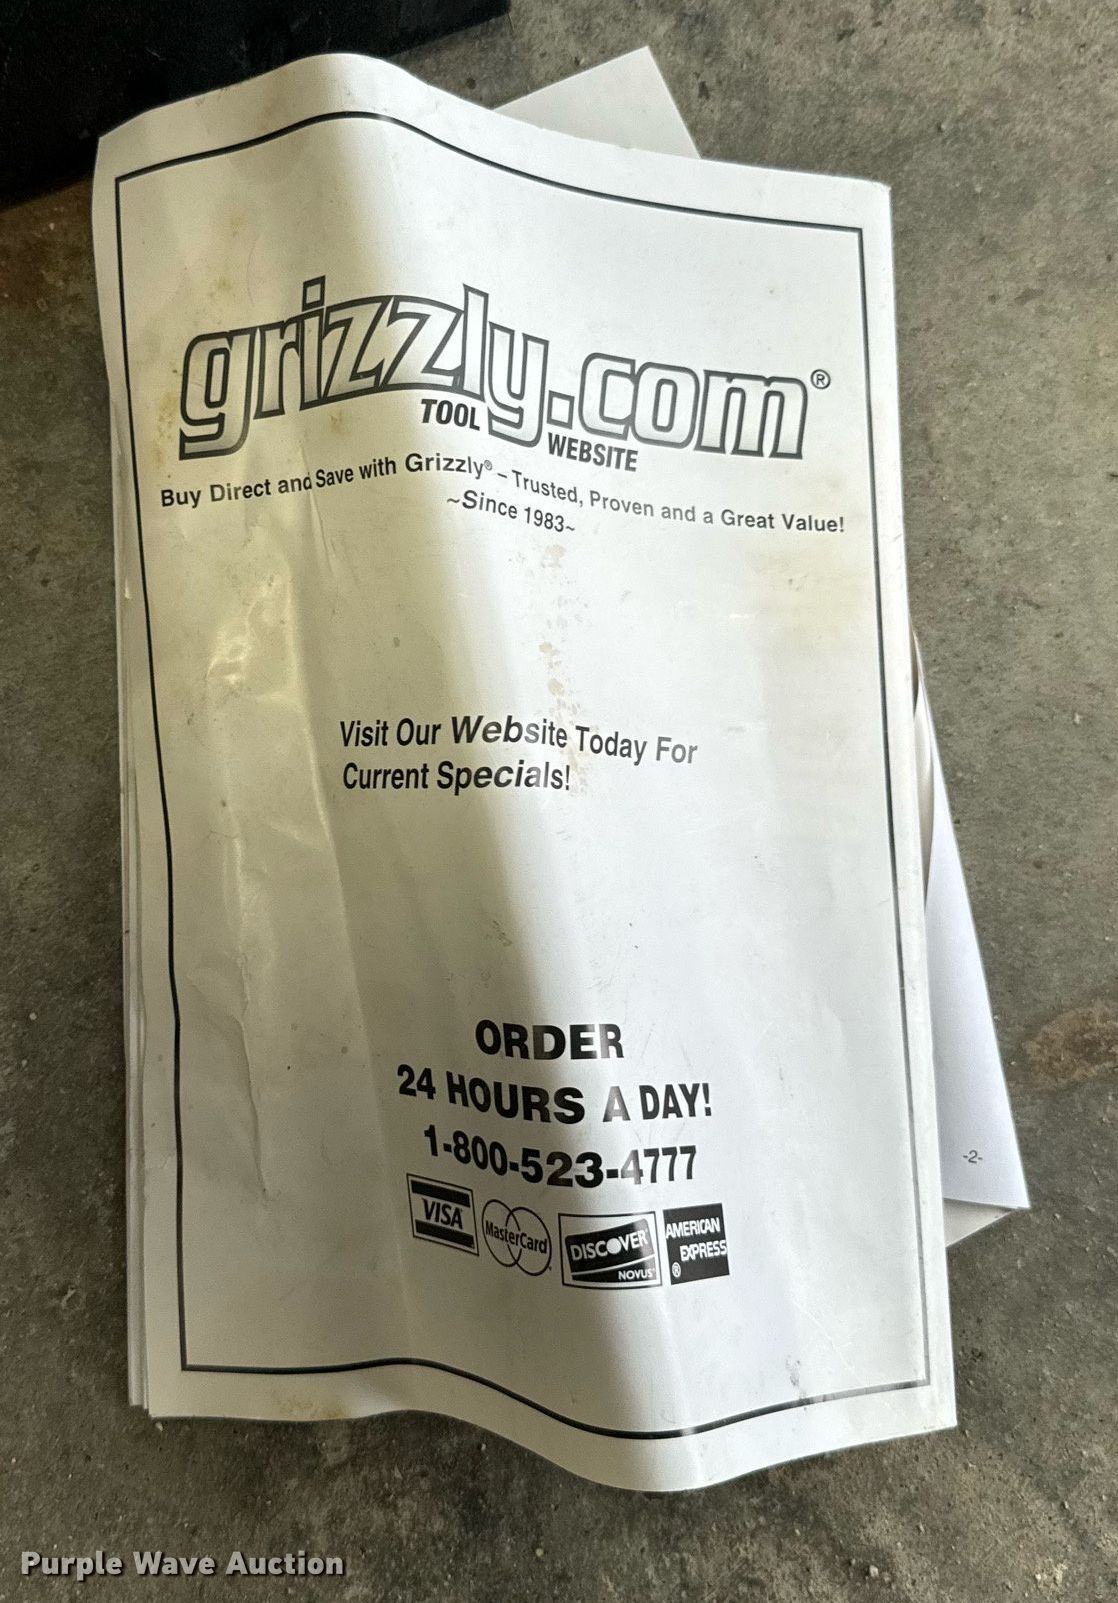 grizzly.com®
TOOL WEBSITE
Buy Direct and Save with Grizzly® – Trusted, Proven and a Great Value!
~Since 1983~
Visit Our Website Today For
Current Specials!
ORDER
24 HOURS A DAY!
1-800-523-4777
VISA MasterCard DISCOVER NOVUS AMERICAN EXPRESS ®
-2-
Purple Wave Auction